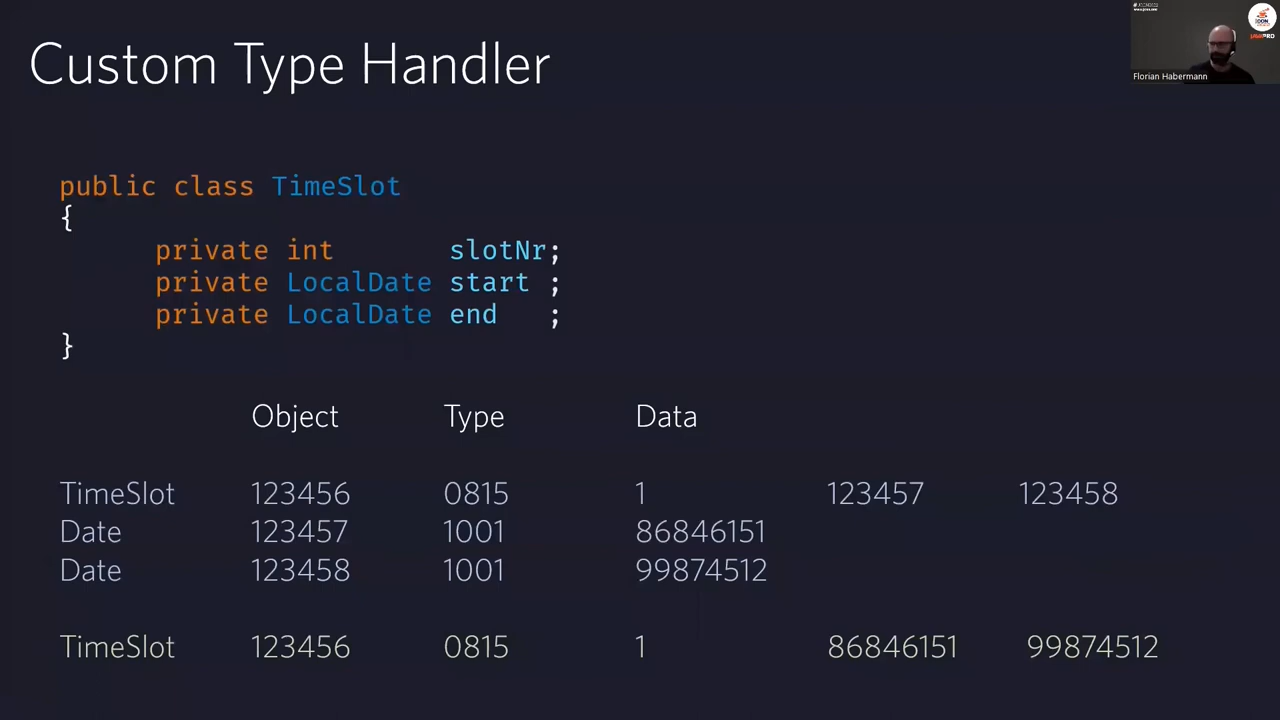 Custom Type Handler
Florian Habermann
public class TimeSlot
{
private int slotNr;
private LocalDate start ;
private LocalDate end ;
}
Object Type Data
TimeSlot 123456 0815 1 123457 123458
Date 123457 1001 86846151
Date 123458 1001 99874512
TimeSlot 123456 0815 1 86846151 99874512